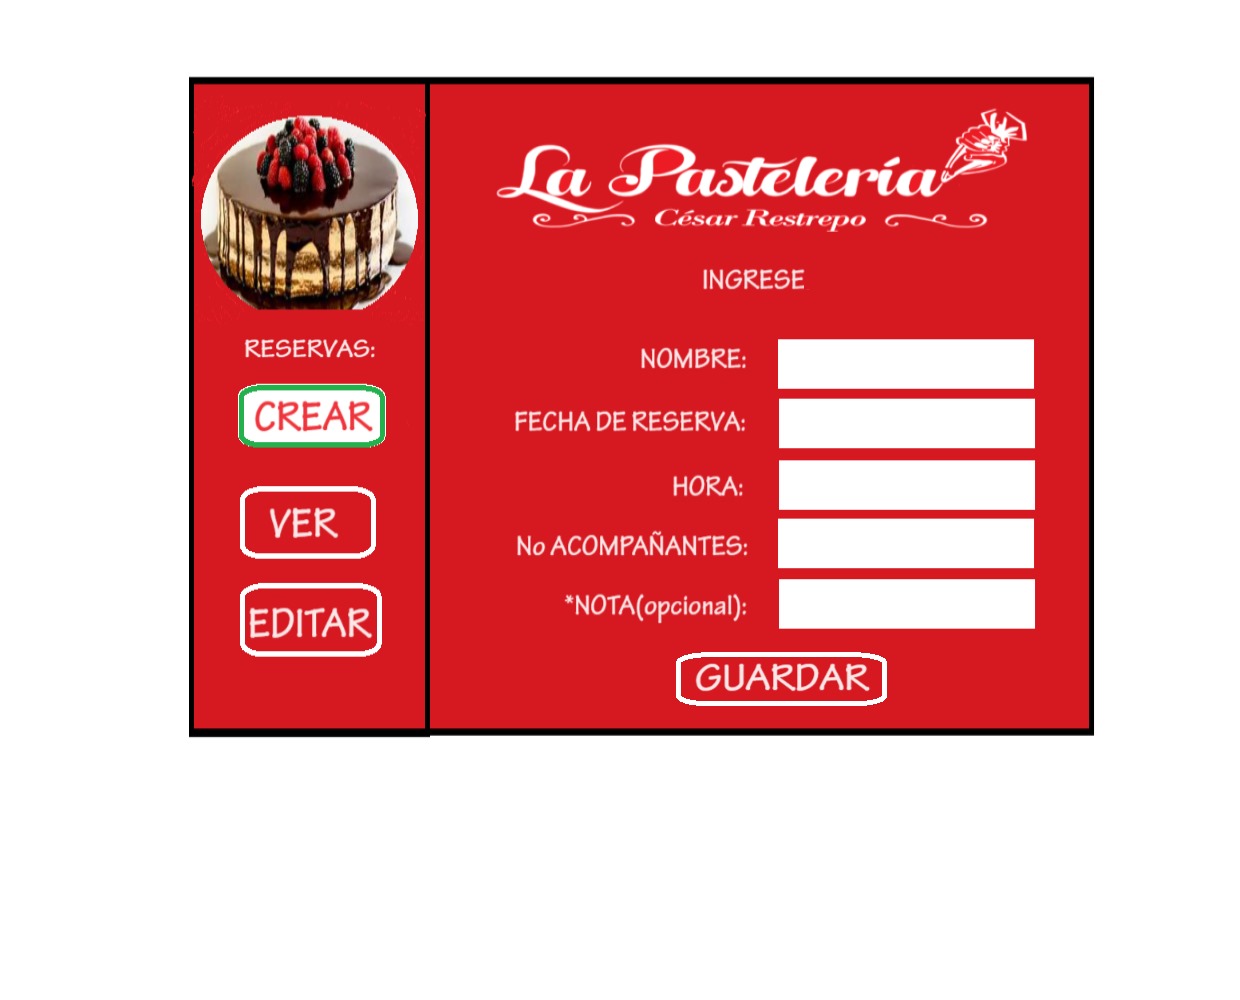 La Pastelería
César Restrepo
INGRESE
RESERVAS:
CREAR
VER
EDITAR
NOMBRE:
FECHA DE RESERVA:
HORA:
No ACOMPAÑANTES:
*NOTA(opcional):
GUARDAR